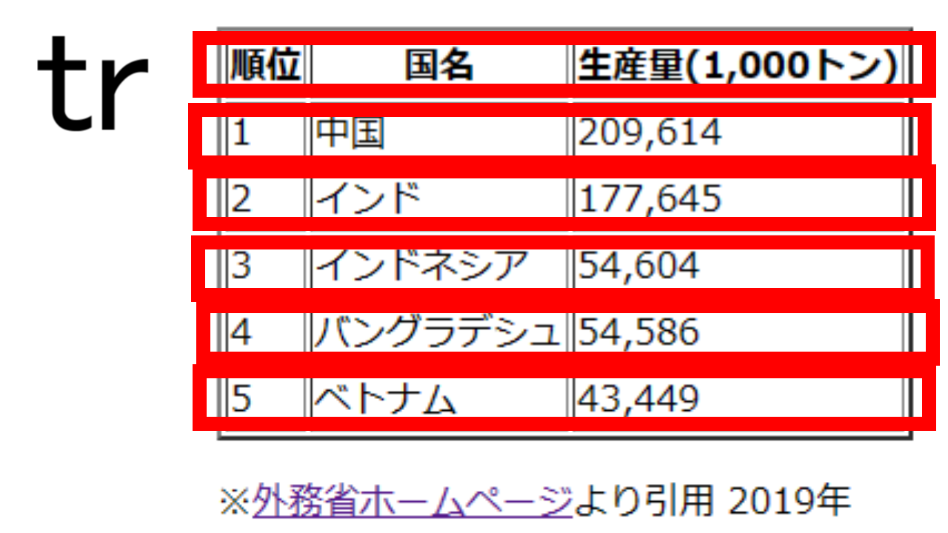 tr
順位 国名 生産量(1,000トン)
1 中国 209,614
2 インド 177,645
3 インドネシア 54,604
4 バングラデシュ 54,586
5 ベトナム 43,449
※外務省ホームページより引用 2019年